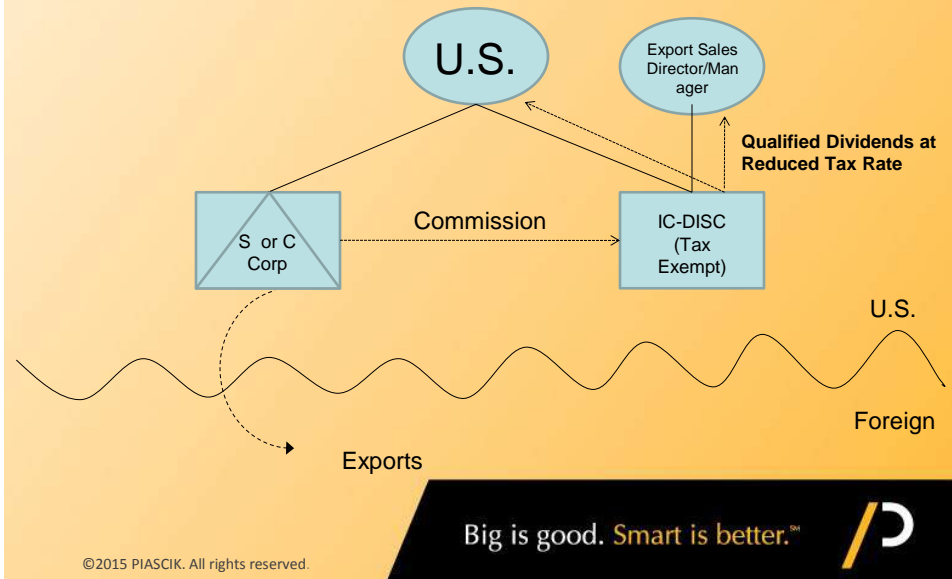 U.S.
Export Sales
Director/Man
ager
Qualified Dividends at
Reduced Tax Rate
S or C
Corp
Commission
IC-DISC
(Tax
Exempt)
U.S.
Foreign
Exports
Big is good. Smart is better.℠
©2015 PIASCIK. All rights reserved.